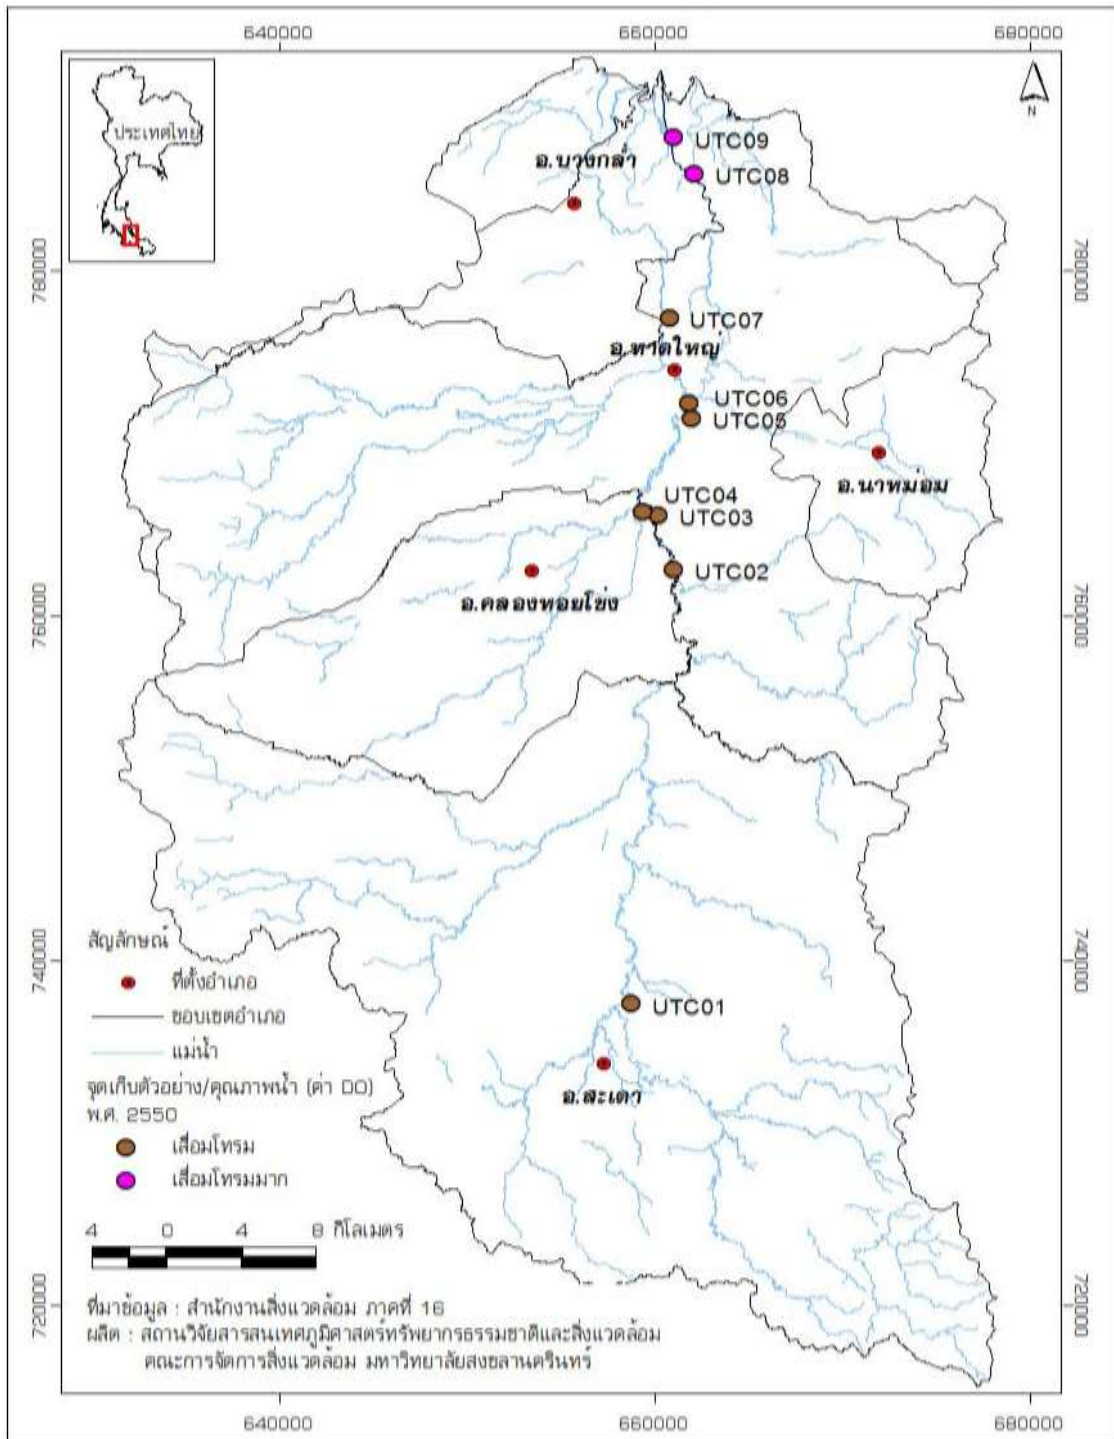 640000 660000 680000
ประเทศไทย
N
UTC09
อ.บางกล่ำ
UTC08
780000
780000
UTC07
อ.หาดใหญ่
UTC06
UTC05
อ.นาหม่อม
UTC04
UTC03
UTC02
อ.คลองหอยโข่ง
760000
760000
สัญลักษณ์
740000
740000
ที่ตั้งอำเภอ
UTC01
ขอบเขตอำเภอ
แม่น้ำ
อ.สะเดา
จุดเก็บตัวอย่าง/คุณภาพน้ำ (ค่า DO)
พ.ศ. 2550
เสื่อมโทรม
เสื่อมโทรมมาก
4 0 4 8 กิโลเมตร
720000
720000
ที่มาข้อมูล : สำนักงานสิ่งแวดล้อม ภาคที่ 16
ผลิต : สถานวิจัยสารสนเทศภูมิศาสตร์ทรัพยากรธรรมชาติและสิ่งแวดล้อม
คณะการจัดการสิ่งแวดล้อม มหาวิทยาลัยสงขลานครินทร์
640000 660000 680000